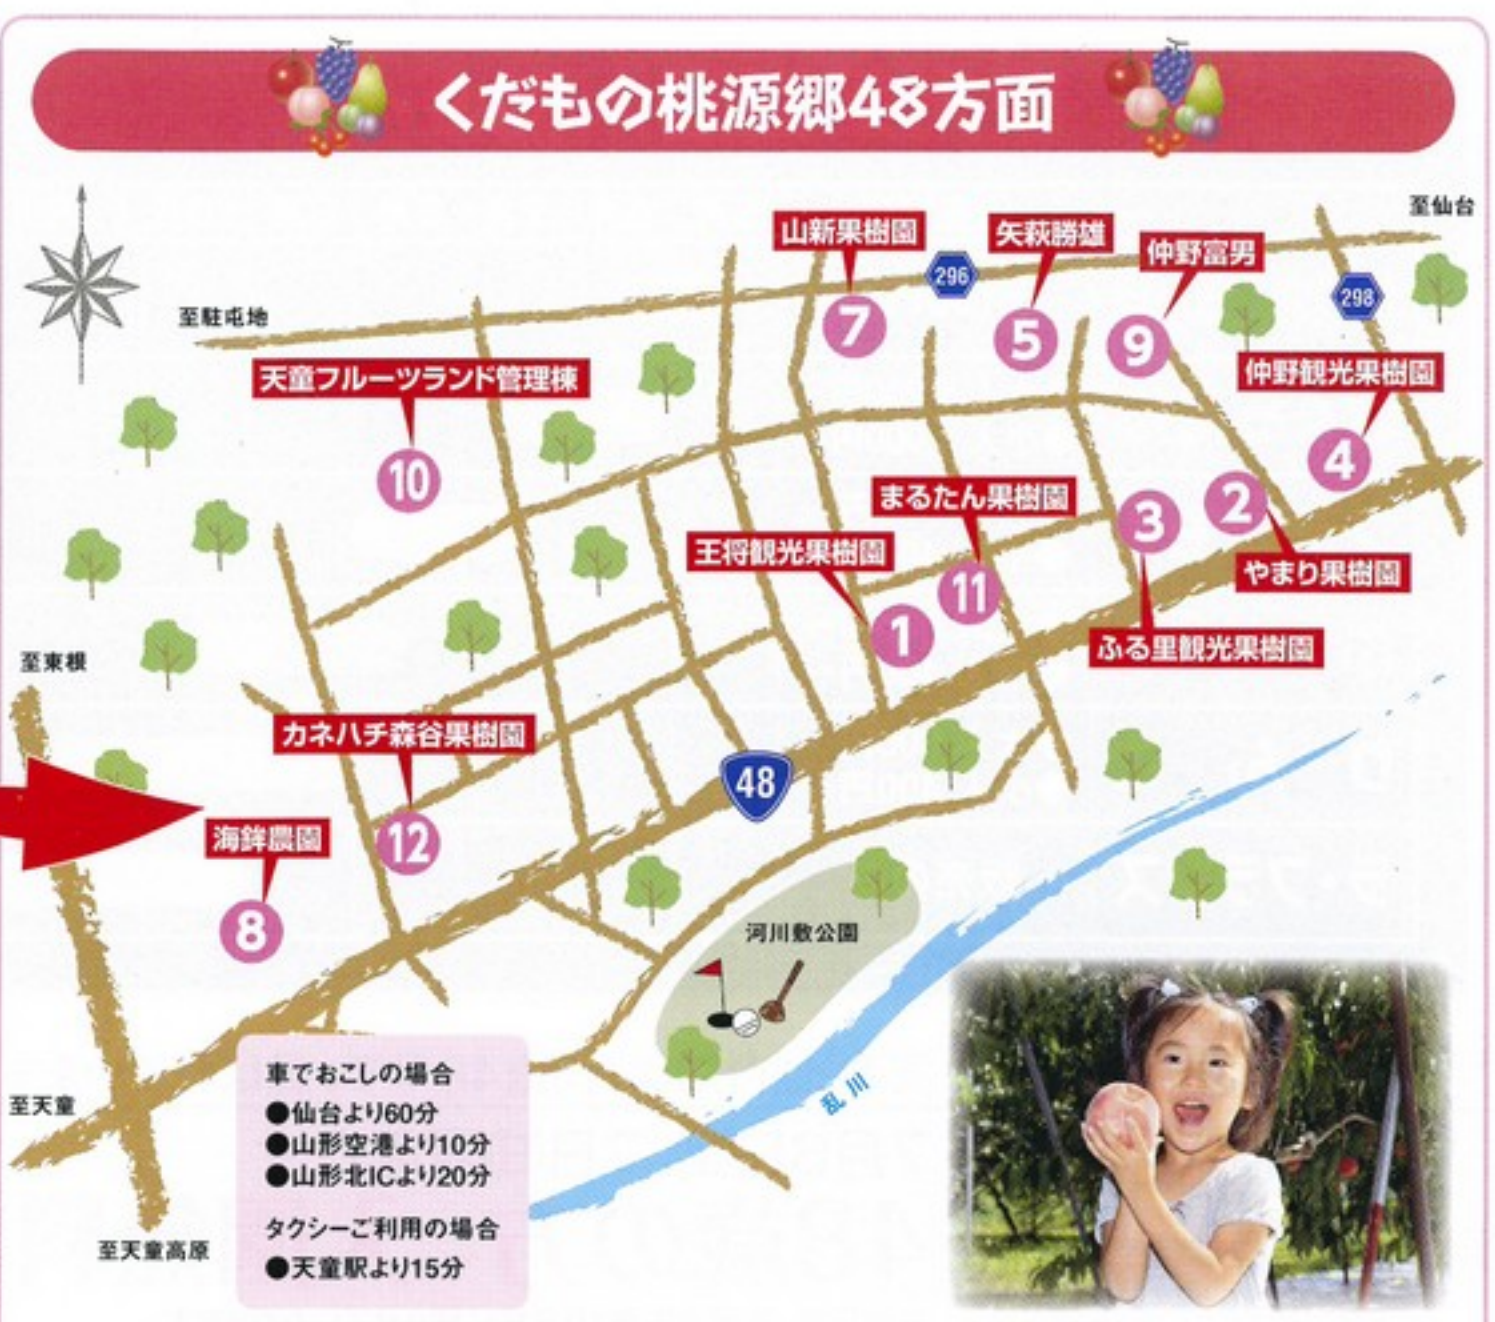 くだもの桃源郷48方面
至仙台
山新果樹園
矢萩勝雄
仲野富男
296
298
至駐屯地
7
5
9
天童フルーツランド管理棟
仲野観光果樹園
10
4
まるたん果樹園
3
2
王将観光果樹園
やまり果樹園
11
1
ふる里観光果樹園
至東根
カネハチ森谷果樹園
48
海鉾農園
12
8
河川敷公園
乱川
至天童
車でおこしの場合
●仙台より60分
●山形空港より10分
●山形北ICより20分
タクシーご利用の場合
●天童駅より15分
至天童高原